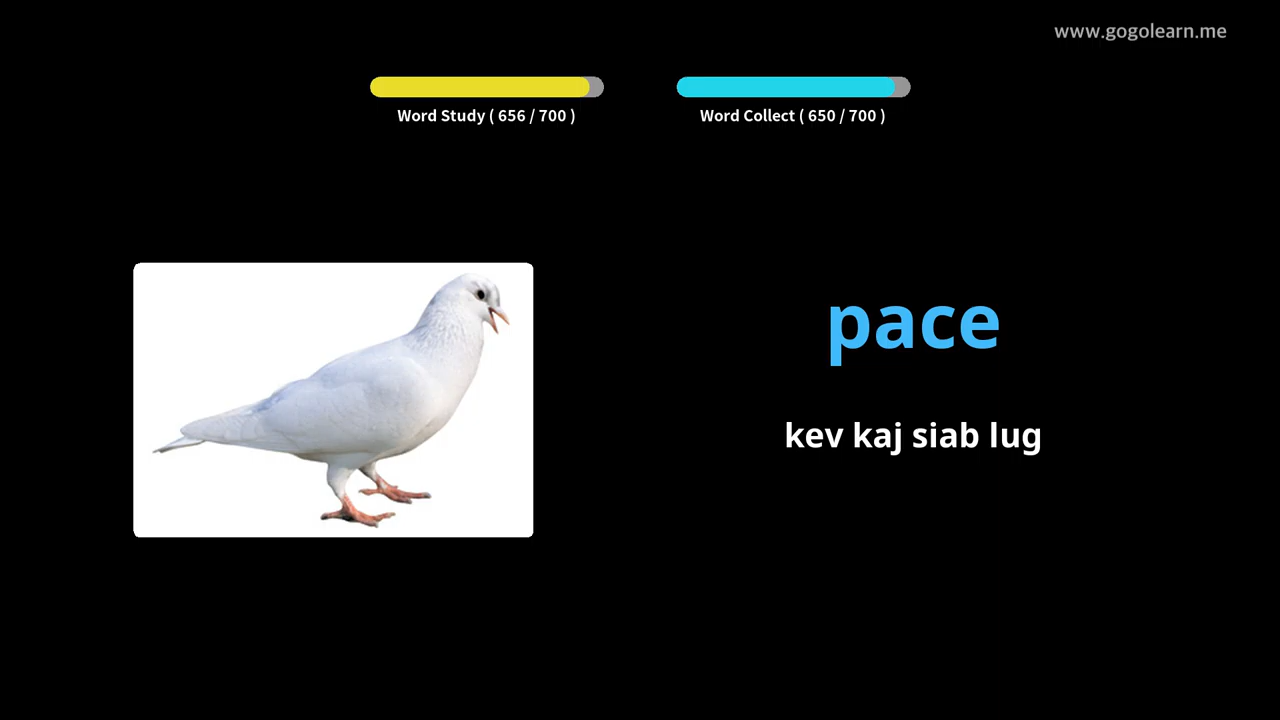 www.gogolearn.me
Word Study ( 656 / 700 )
Word Collect ( 650 / 700 )
pace
kev kaj siab lug